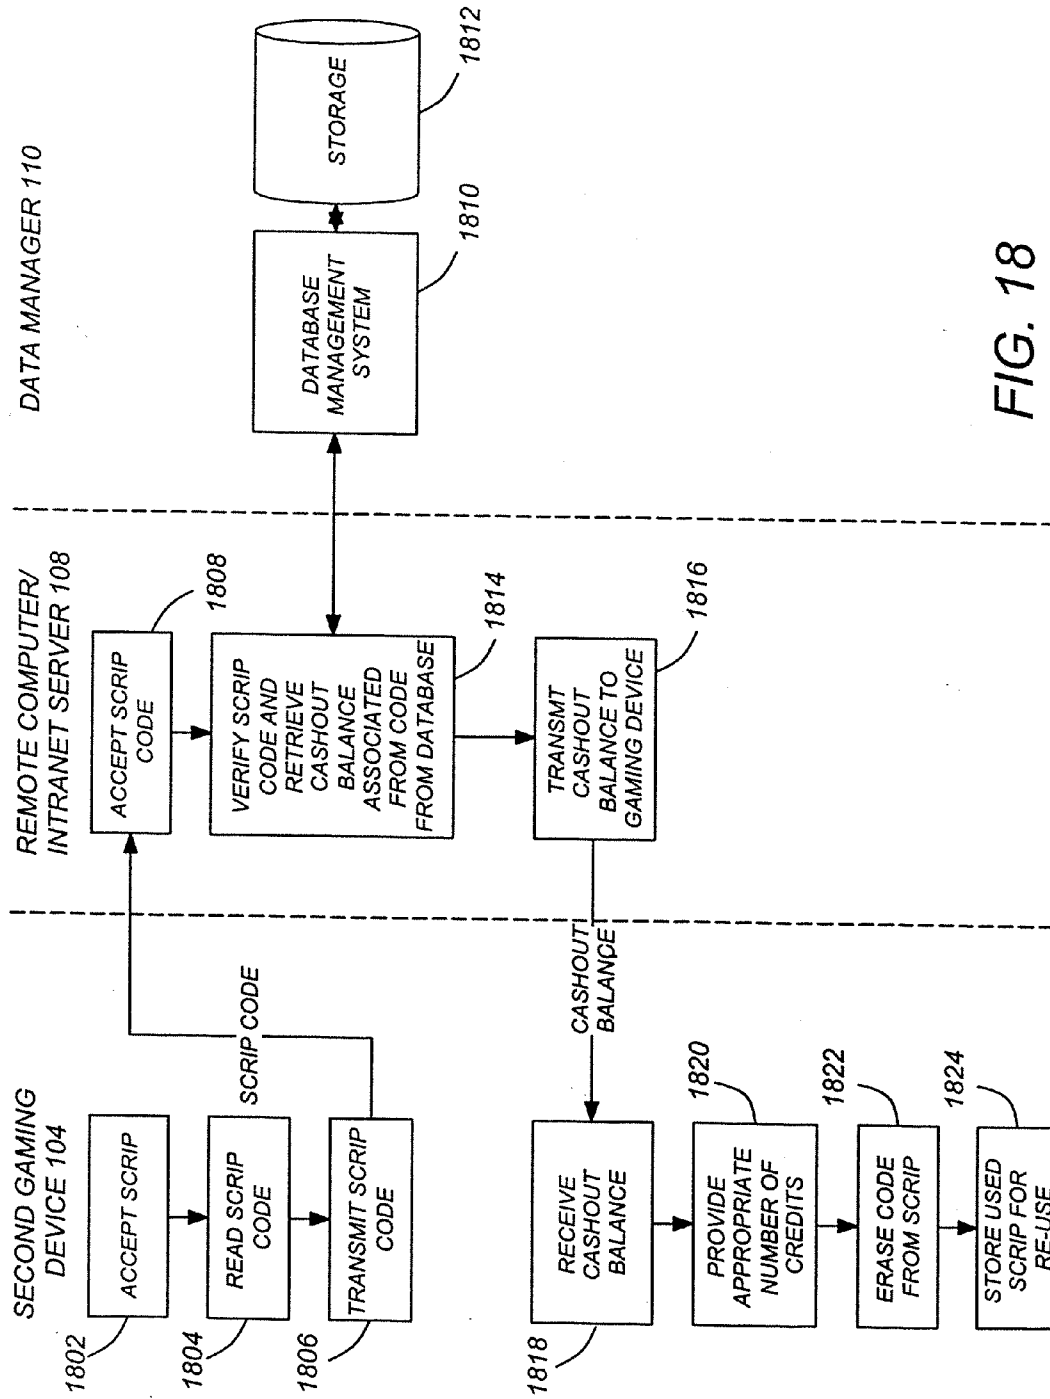 SECOND GAMING
DEVICE 104
REMOTE COMPUTER/
INTRANET SERVER 108
DATA MANAGER 110
1802
ACCEPT SCRIP
1804
READ SCRIP
CODE
1806
TRANSMIT SCRIP
CODE
SCRIP CODE
ACCEPT SCRIP
CODE
1808
VERIFY SCRIP
CODE AND
RETRIEVE
CASHOUT
BALANCE
ASSOCIATED
FROM CODE
FROM DATABASE
1814
DATABASE
MANAGEMENT
SYSTEM
1810
STORAGE
1812
TRANSMT
CASHOUT
BALANCE TO
GAMING DEVICE
1816
CASHOUT
BALANCE
1818
RECEIVE
CASHOUT
BALANCE
PROVIDE
APPROPRIATE
NUMBER OF
CREDITS
1820
ERASE CODE
FROM SCRIP
1822
STORE USED
SCRIP FOR
RE-USE
1824
FIG. 18